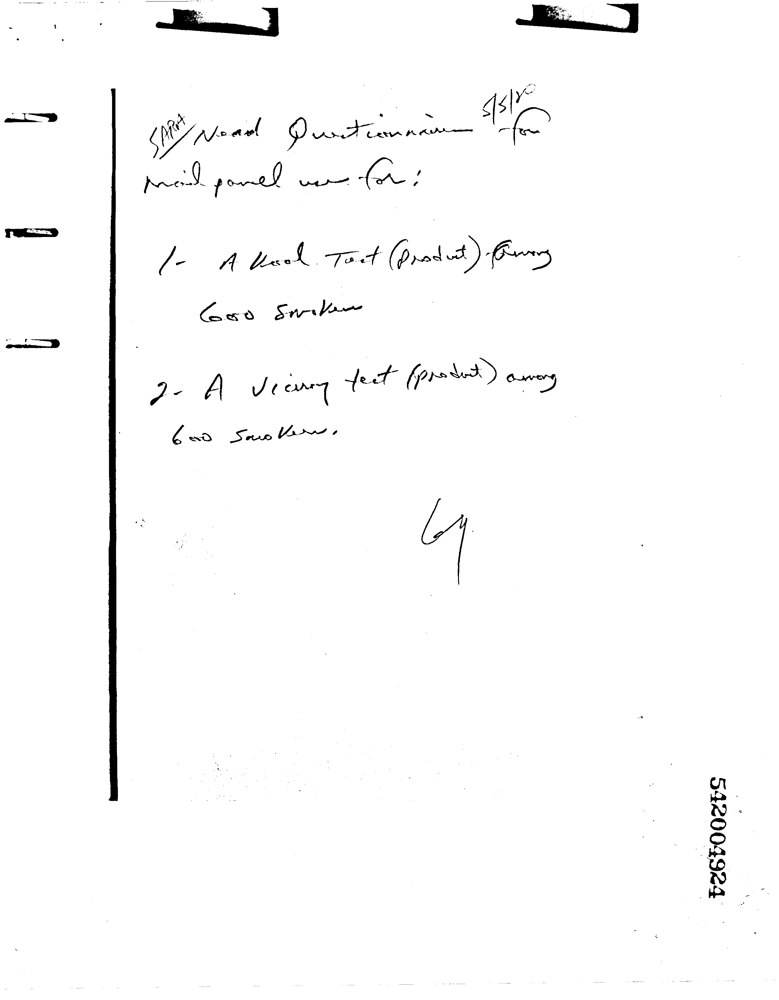 5/5/80
SARA/ Need Questionnaire for
mail panel use for:
1- A Kool Test (product) among
600 Smokers
2- A Viceroy test (product) among
600 Smokers.
542004924